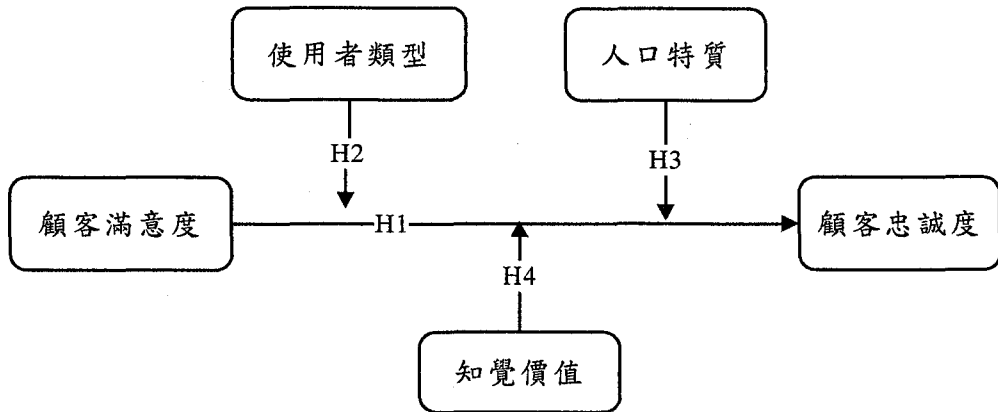 使用者類型
人口特質
H2
H3
顧客滿意度
H1
顧客忠誠度
H4
知覺價值